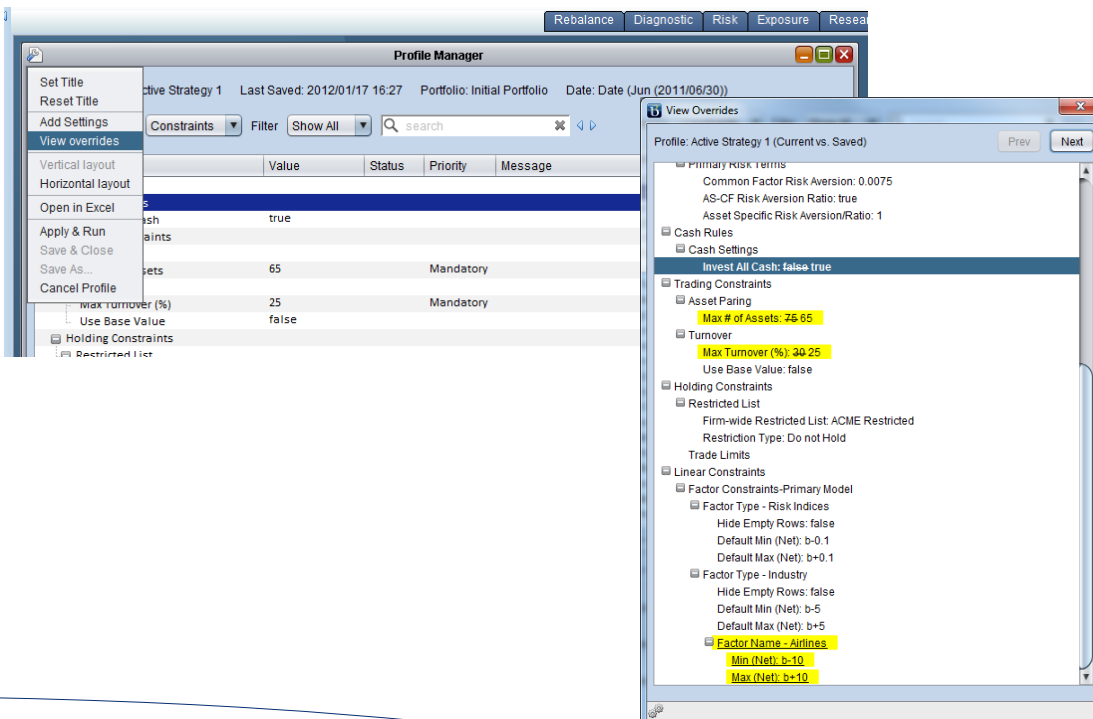 Rebalance Diagnostic Risk Exposure Resear
Profile Manager
Set Title
Reset Title
Add Settings
View overrides
Vertical layout
Horizontal layout
Open in Excel
Apply & Run
Save & Close
Save As...
Cancel Profile
ctive Strategy 1 Last Saved: 2012/01/17 16:27 Portfolio: Initial Portfolio Date: Date (Jun (2011/06/30))
Constraints Filter Show All search
Value Status Priority Message
s
ash true
aints
sets 65 Mandatory
Max Turnover (%) 25 Mandatory
Use Base Value false
Holding Constraints
Restricted List
View Overrides
Profile: Active Strategy 1 (Current vs. Saved) Prev Next
Primary Risk Terms
Common Factor Risk Aversion: 0.0075
AS-CF Risk Aversion Ratio: true
Asset Specific Risk Aversion/Ratio: 1
Cash Rules
Cash Settings
Invest All Cash: false true
Trading Constraints
Asset Paring
Max # of Assets: 75 65
Turnover
Max Turnover (%): 30 25
Use Base Value: false
Holding Constraints
Restricted List
Firm-wide Restricted List: ACME Restricted
Restriction Type: Do not Hold
Trade Limits
Linear Constraints
Factor Constraints-Primary Model
Factor Type - Risk Indices
Hide Empty Rows: false
Default Min (Net): b-0.1
Default Max (Net): b+0.1
Factor Type - Industry
Hide Empty Rows: false
Default Min (Net): b-5
Default Max (Net): b+5
Factor Name - Airlines
Min (Net): b-10
Max (Net): b+10